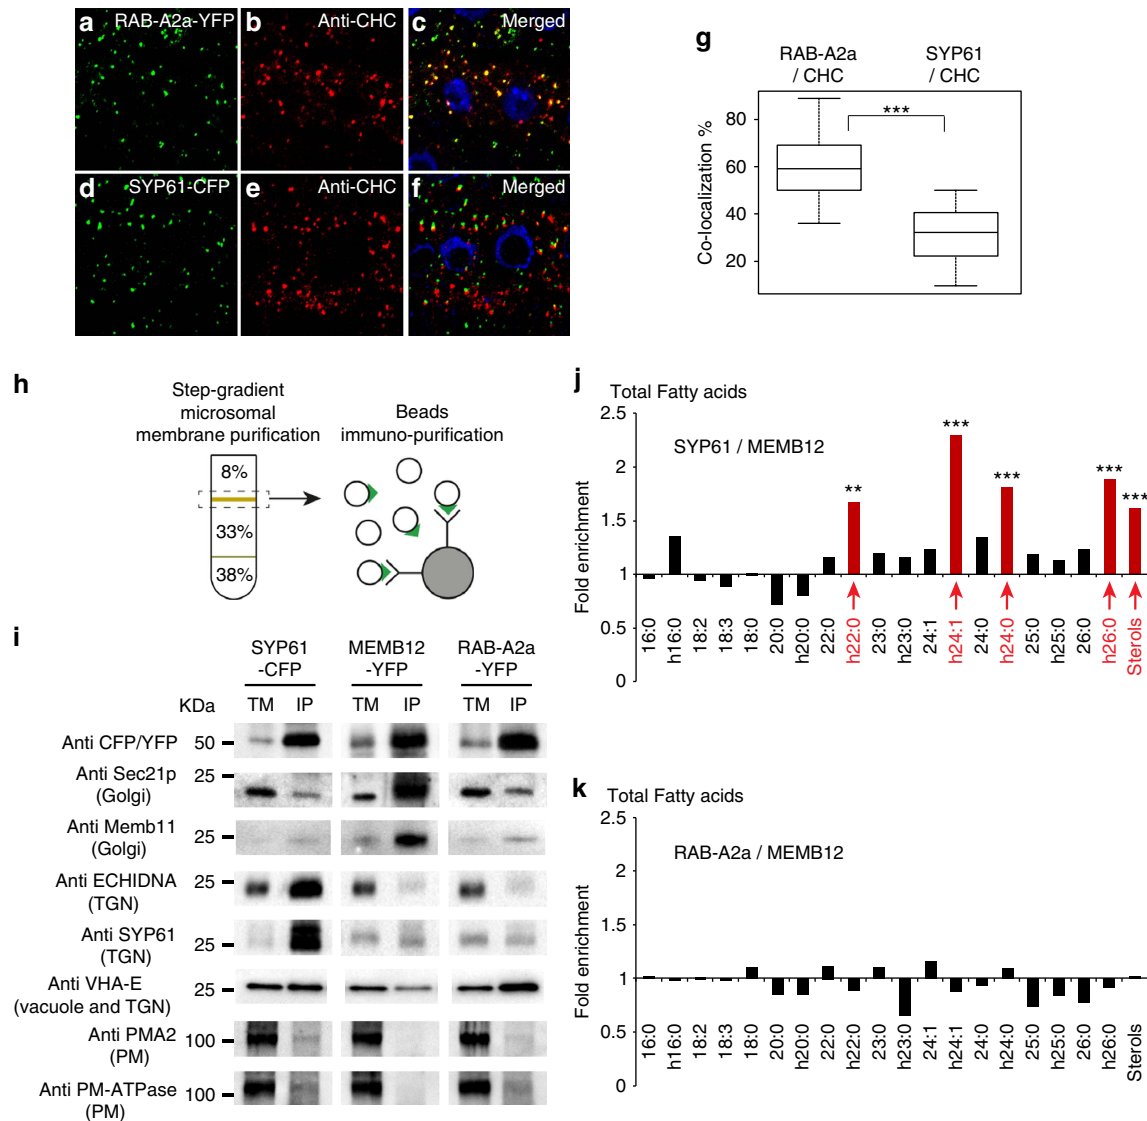 a RAB-A2a-YFP
b Anti-CHC
c Merged
d SYP61-CFP
e Anti-CHC
f Merged
g
RAB-A2a / CHC
SYP61 / CHC
***
Co-localization %
80
60
40
20
h
Step-gradient
microsomal
membrane purification
8%
33%
38%
Beads
immuno-purification
i
SYP61 -CFP
MEMB12 -YFP
RAB-A2a -YFP
KDa TM IP TM IP TM IP
Anti CFP/YFP 50
Anti Sec21p (Golgi) 25
Anti Memb11 (Golgi) 25
Anti ECHIDNA (TGN) 25
Anti SYP61 (TGN) 25
Anti VHA-E (vacuole and TGN) 25
Anti PMA2 (PM) 100
Anti PM-ATPase (PM) 100
j
Total Fatty acids
SYP61 / MEMB12
Fold enrichment
2.5
2
1.5
1
0.5
0
** *** *** *** ***
16:0 h16:0 18:2 18:3 18:0 20:0 h20:0 22:0 h22:0 23:0 h23:0 24:1 h24:1 24:0 h24:0 25:0 h25:0 26:0 h26:0 Sterols
k
Total Fatty acids
RAB-A2a / MEMB12
Fold enrichment
2.5
2
1.5
1
0.5
0
16:0 h16:0 18:2 18:3 18:0 20:0 h20:0 22:0 h22:0 23:0 h23:0 24:1 h24:1 24:0 h24:0 25:0 h25:0 26:0 h26:0 Sterols